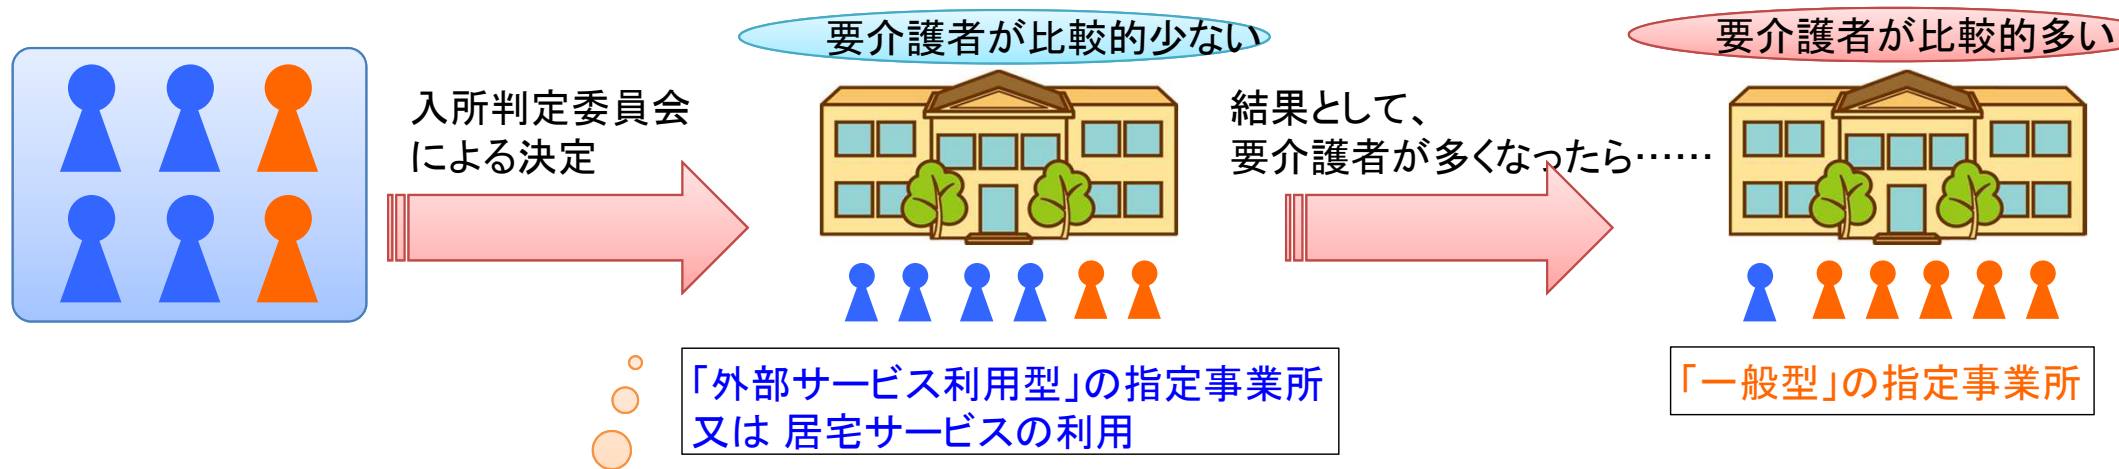 要介護者が比較的少ない
要介護者が比較的多い
入所判定委員会
による決定
結果として、
要介護者が多くなったら……
「外部サービス利用型」の指定事業所
又は 居宅サービスの利用
「一般型」の指定事業所